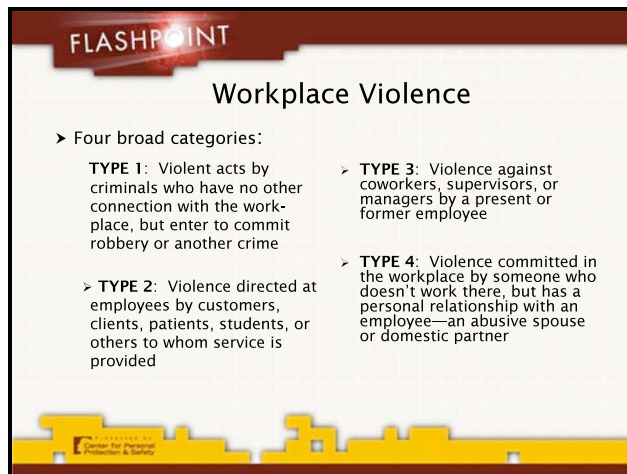 FLASHPOINT
Workplace Violence
➤ Four broad categories:
TYPE 1: Violent acts by
criminals who have no other
connection with the work-
place, but enter to commit
robbery or another crime
➢ TYPE 2: Violence directed at
employees by customers,
clients, patients, students, or
others to whom service is
provided
➢ TYPE 3: Violence against
coworkers, supervisors, or
managers by a present or
former employee
➢ TYPE 4: Violence committed in
the workplace by someone who
doesn't work there, but has a
personal relationship with an
employee—an abusive spouse
or domestic partner
Presented by
Center for Personal
Protection & Safety